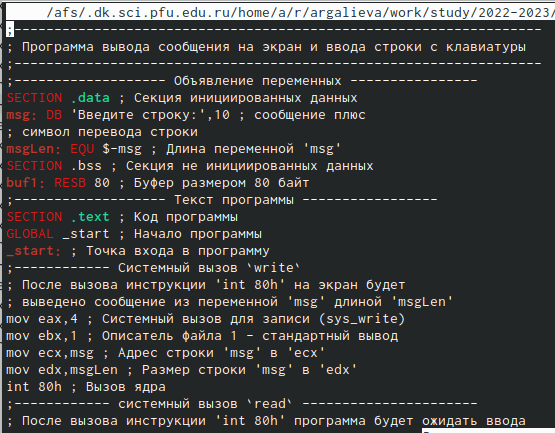 /afs/.dk.sci.pfu.edu.ru/home/a/r/argalieva/work/study/2022-2023/
;-----------------------------------------------------------
; Программа вывода сообщения на экран и ввода строки с клавиатуры
;-----------------------------------------------------------
;------------------- Объявление переменных ----------------
SECTION .data ; Секция инициированных данных
msg: DB 'Введите строку:',10 ; сообщение плюс
; символ перевода строки
msgLen: EQU $-msg ; Длина переменной 'msg'
SECTION .bss ; Секция не инициированных данных
buf1: RESB 80 ; Буфер размером 80 байт
;------------------- Текст программы -----------------
SECTION .text ; Код программы
GLOBAL _start ; Начало программы
_start: ; Точка входа в программу
;------------ Системный вызов `write`
; После вызова инструкции 'int 80h' на экран будет
; выведено сообщение из переменной 'msg' длиной 'msgLen'
mov eax,4 ; Системный вызов для записи (sys_write)
mov ebx,1 ; Описатель файла 1 - стандартный вывод
mov ecx,msg ; Адрес строки 'msg' в 'ecx'
mov edx,msgLen ; Размер строки 'msg' в 'edx'
int 80h ; Вызов ядра
;------------ системный вызов `read` ----------------------
; После вызова инструкции 'int 80h' программа будет ожидать ввода